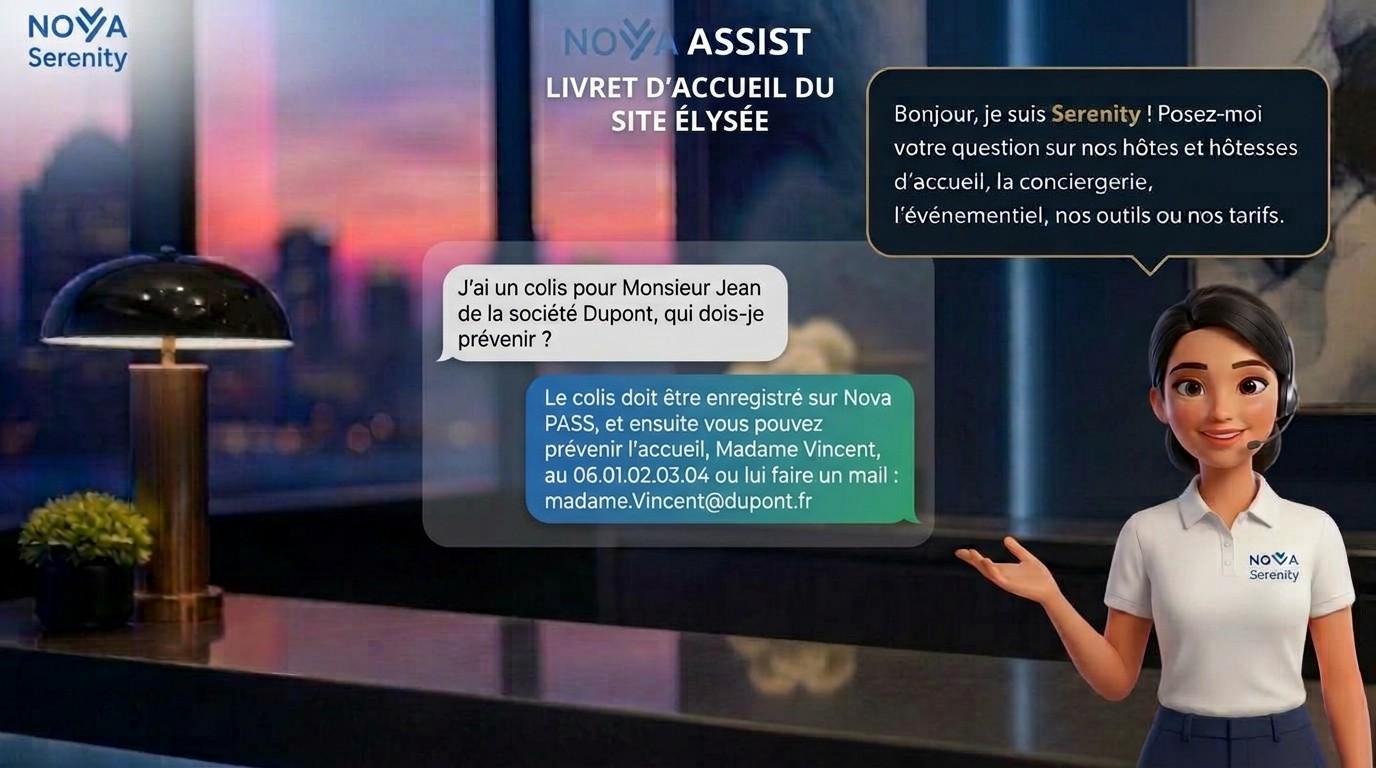 NOVA
Serenity
NOVA ASSIST
LIVRET D'ACCUEIL DU
SITE ÉLYSÉE
Bonjour, je suis Serenity ! Posez-moi
votre question sur nos hôtes et hôtesses
d'accueil, la conciergerie,
l'événementiel, nos outils ou nos tarifs.
J'ai un colis pour Monsieur Jean
de la société Dupont, qui dois-je
prévenir ?
Le colis doit être enregistré sur Nova
PASS, et ensuite vous pouvez
prévenir l'accueil, Madame Vincent,
au 06.01.02.03.04 ou lui faire un mail :
madame.Vincent@dupont.fr
NOVA
Serenity